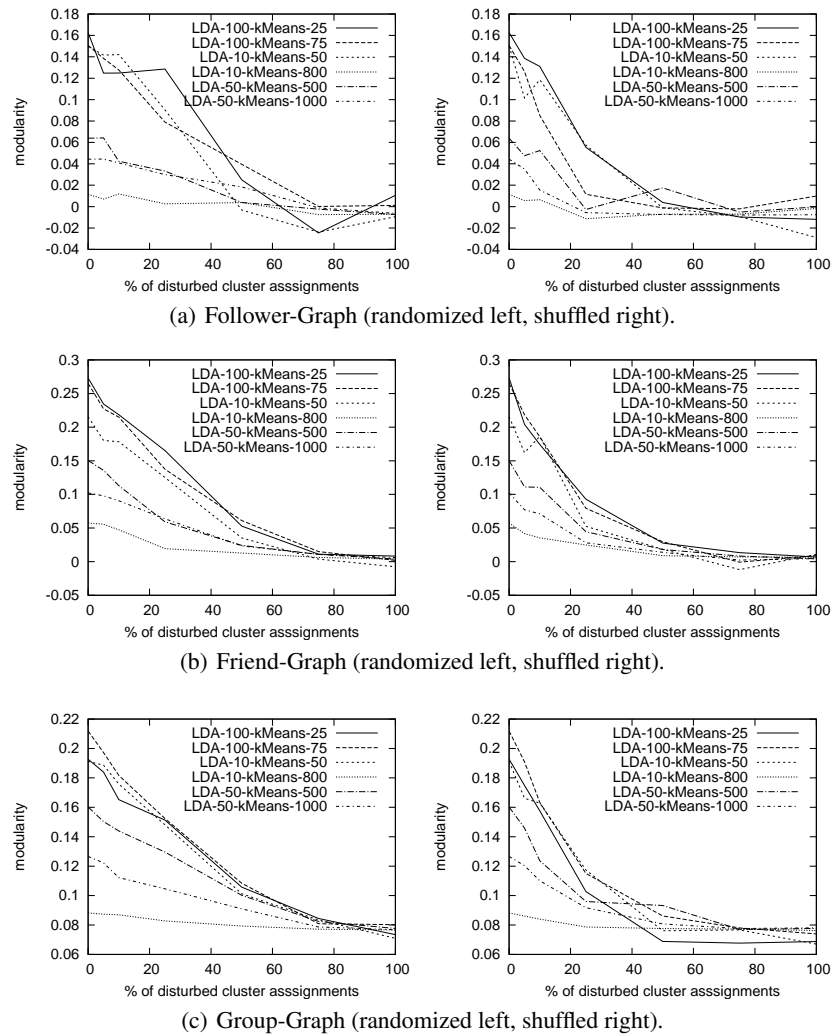 0.18
0.16
0.14
0.12
0.1
0.08
0.06
0.04
0.02
0
-0.02
-0.04
modularity
LDA-100-kMeans-25
LDA-100-kMeans-75
LDA-10-kMeans-50
LDA-10-kMeans-800
LDA-50-kMeans-500
LDA-50-kMeans-1000
0 20 40 60 80 100
% of disturbed cluster asssignments
0.18
0.16
0.14
0.12
0.1
0.08
0.06
0.04
0.02
0
-0.02
-0.04
modularity
LDA-100-kMeans-25
LDA-100-kMeans-75
LDA-10-kMeans-50
LDA-10-kMeans-800
LDA-50-kMeans-500
LDA-50-kMeans-1000
0 20 40 60 80 100
% of disturbed cluster asssignments
(a) Follower-Graph (randomized left, shuffled right).
0.3
0.25
0.2
0.15
0.1
0.05
0
-0.05
modularity
LDA-100-kMeans-25
LDA-100-kMeans-75
LDA-10-kMeans-50
LDA-10-kMeans-800
LDA-50-kMeans-500
LDA-50-kMeans-1000
0 20 40 60 80 100
% of disturbed cluster asssignments
0.3
0.25
0.2
0.15
0.1
0.05
0
-0.05
modularity
LDA-100-kMeans-25
LDA-100-kMeans-75
LDA-10-kMeans-50
LDA-10-kMeans-800
LDA-50-kMeans-500
LDA-50-kMeans-1000
0 20 40 60 80 100
% of disturbed cluster asssignments
(b) Friend-Graph (randomized left, shuffled right).
0.22
0.2
0.18
0.16
0.14
0.12
0.1
0.08
0.06
modularity
LDA-100-kMeans-25
LDA-100-kMeans-75
LDA-10-kMeans-50
LDA-10-kMeans-800
LDA-50-kMeans-500
LDA-50-kMeans-1000
0 20 40 60 80 100
% of disturbed cluster asssignments
0.22
0.2
0.18
0.16
0.14
0.12
0.1
0.08
0.06
modularity
LDA-100-kMeans-25
LDA-100-kMeans-75
LDA-10-kMeans-50
LDA-10-kMeans-800
LDA-50-kMeans-500
LDA-50-kMeans-1000
0 20 40 60 80 100
% of disturbed cluster asssignments
(c) Group-Graph (randomized left, shuffled right).